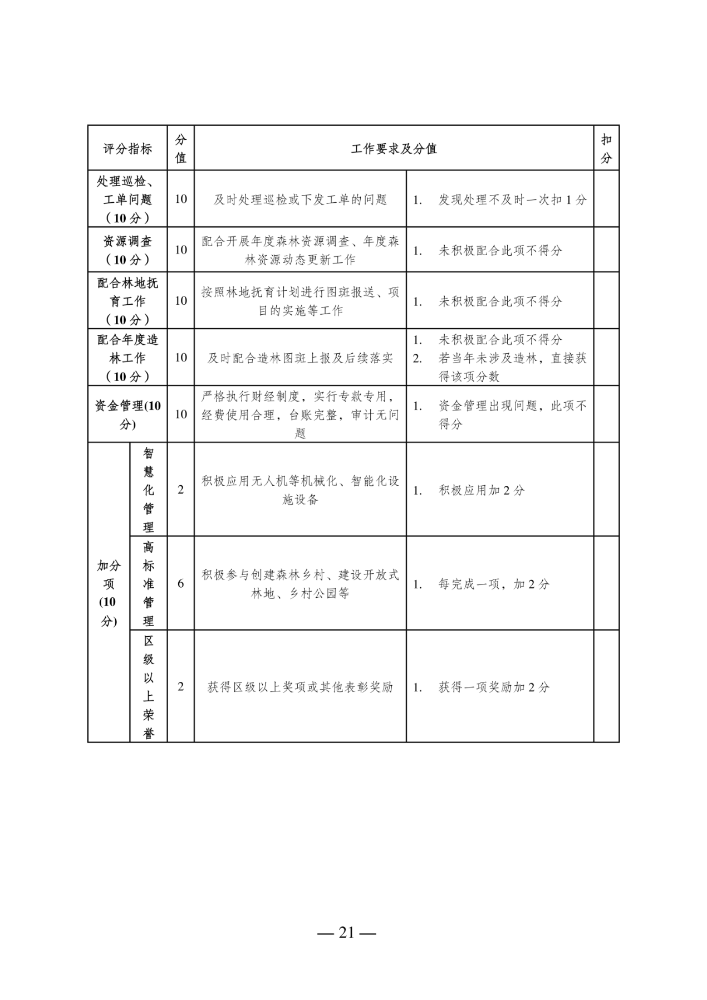 评分指标
分
值
工作要求及分值
扣
分
处理巡检、
工单问题
（10 分）
10
及时处理巡检或下发工单的问题
1. 发现处理不及时一次扣 1 分
资源调查
（10 分）
10
配合开展年度森林资源调查、年度森
林资源动态更新工作
1. 未积极配合此项不得分
配合林地抚
育工作
（10 分）
10
按照林地抚育计划进行图斑报送、项
目的实施等工作
1. 未积极配合此项不得分
配合年度造
林工作
（10 分）
10
及时配合造林图斑上报及后续落实
1. 未积极配合此项不得分
2. 若当年未涉及造林，直接获
得该项分数
资金管理(10
分)
10
严格执行财经制度，实行专款专用，
经费使用合理，台账完整，审计无问
题
1. 资金管理出现问题，此项不
得分
加分
项
(10
分)
智
慧
化
管
理
2
积极应用无人机等机械化、智能化设
施设备
1. 积极应用加 2 分
高
标
准
管
理
6
积极参与创建森林乡村、建设开放式
林地、乡村公园等
1. 每完成一项，加 2 分
区
级
以
上
荣
誉
2
获得区级以上奖项或其他表彰奖励
1. 获得一项奖励加 2 分
— 21 —